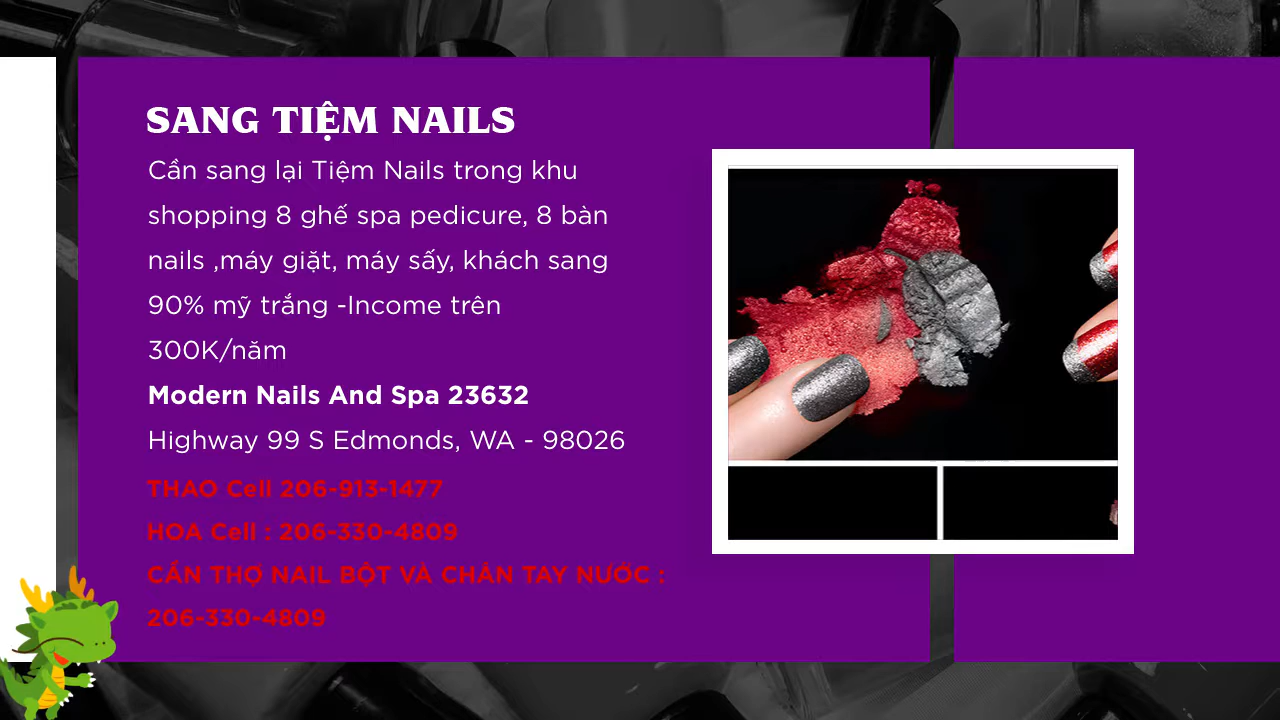 SANG TIỆM NAILS
Cần sang lại Tiệm Nails trong khu
shopping 8 ghế spa pedicure, 8 bàn
nails ,máy giặt, máy sấy, khách sang
90% mỹ trắng -Income trên
300K/năm
Modern Nails And Spa 23632
Highway 99 S Edmonds, WA - 98026
THAO Cell 206-913-1477
HOA Cell : 206-330-4809
CẦN THỢ NAIL BỘT VÀ CHÂN TAY NƯỚC :
206-330-4809